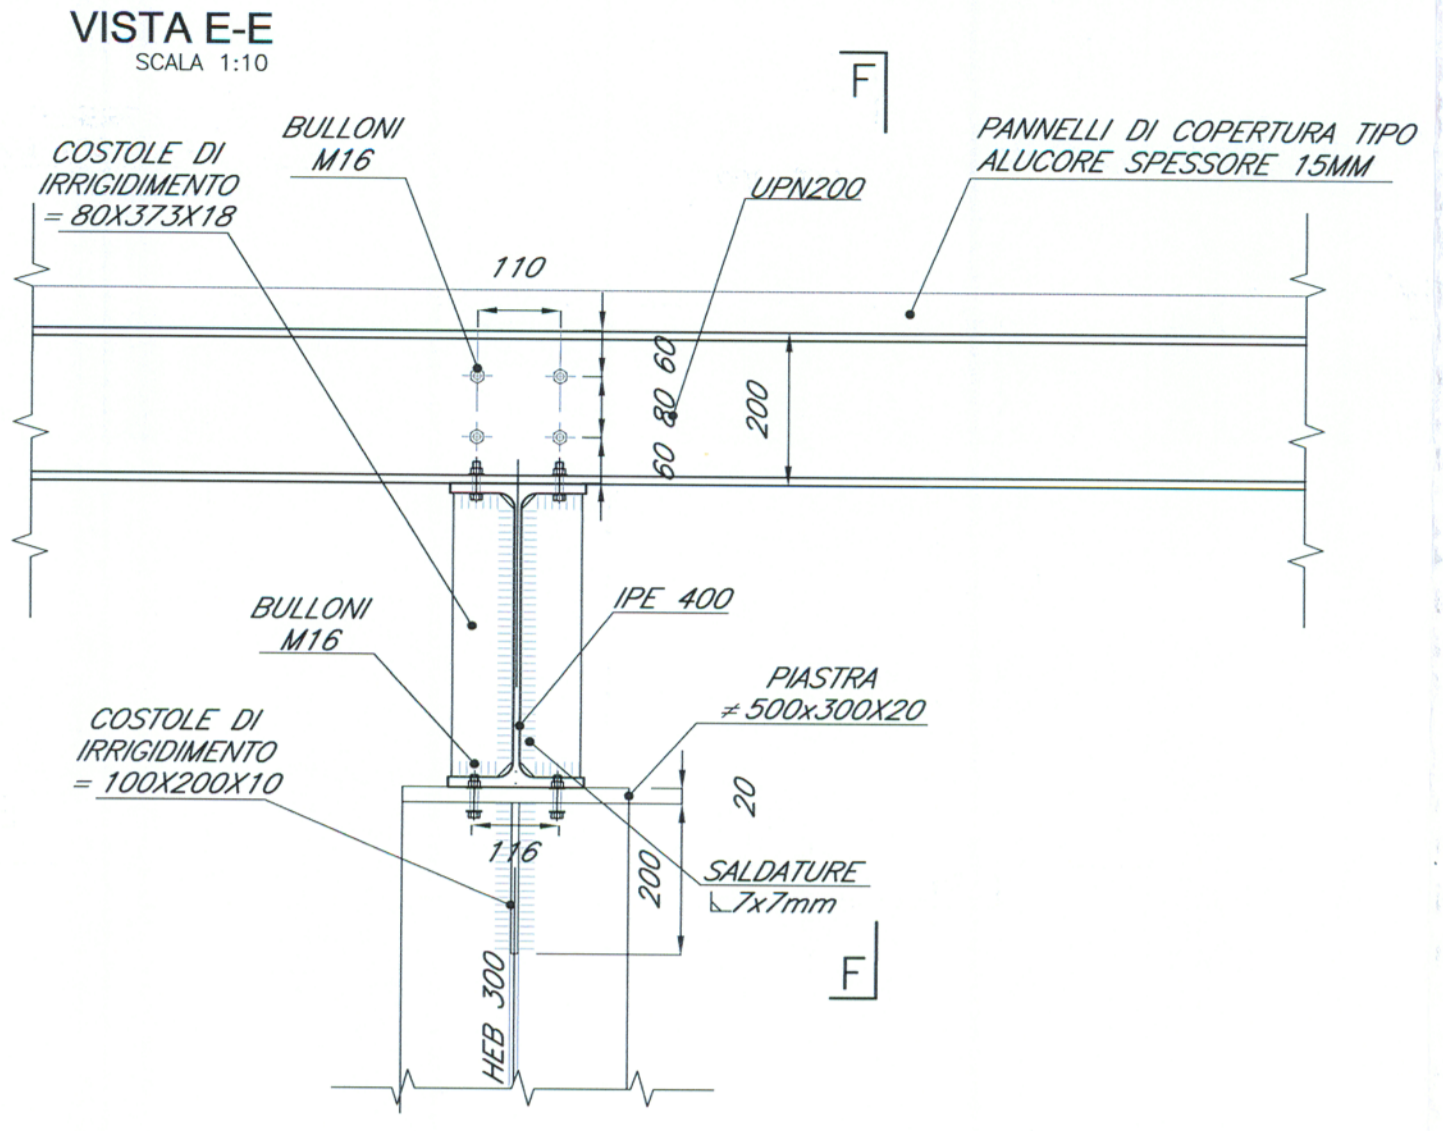 VISTA E-E
SCALA 1:10
F
BULLONI
M16
PANNELLI DI COPERTURA TIPO
ALUCORE SPESSORE 15MM
COSTOLE DI
IRRIGIDIMENTO
= 80X373X18
UPN200
110
60
80
60
200
IPE 400
BULLONI
M16
PIASTRA
≠ 500x300X20
COSTOLE DI
IRRIGIDIMENTO
= 100X200X10
20
116
200
SALDATURE
7x7mm
HEB 300
F